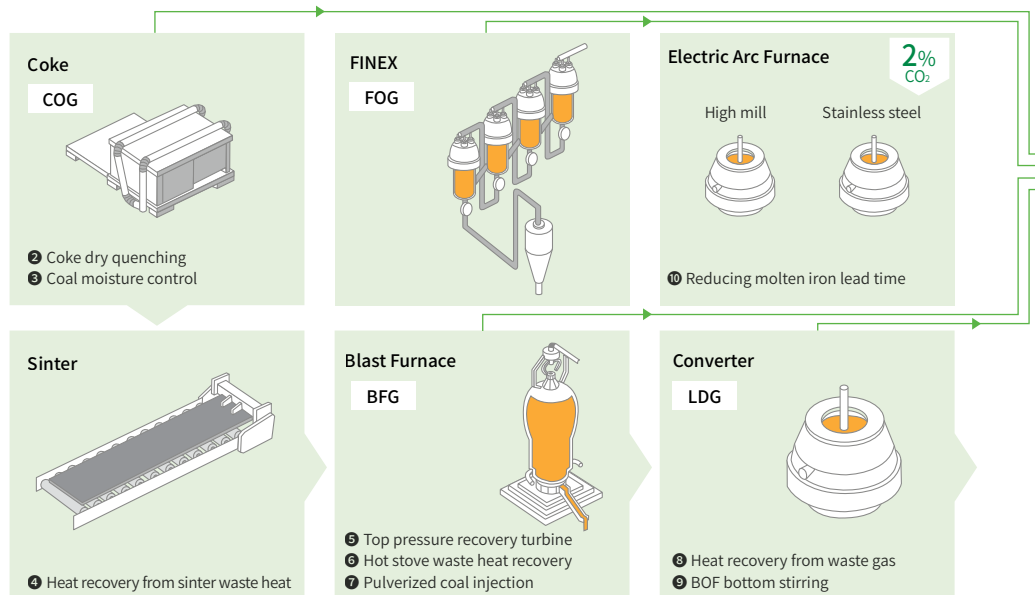 Coke
COG
❷ Coke dry quenching
❸ Coal moisture control
FINEX
FOG
Electric Arc Furnace
2%
CO₂
High mill
Stainless steel
❿ Reducing molten iron lead time
Sinter
❹ Heat recovery from sinter waste heat
Blast Furnace
BFG
❺ Top pressure recovery turbine
❻ Hot stove waste heat recovery
❼ Pulverized coal injection
Converter
LDG
❽ Heat recovery from waste gas
❾ BOF bottom stirring